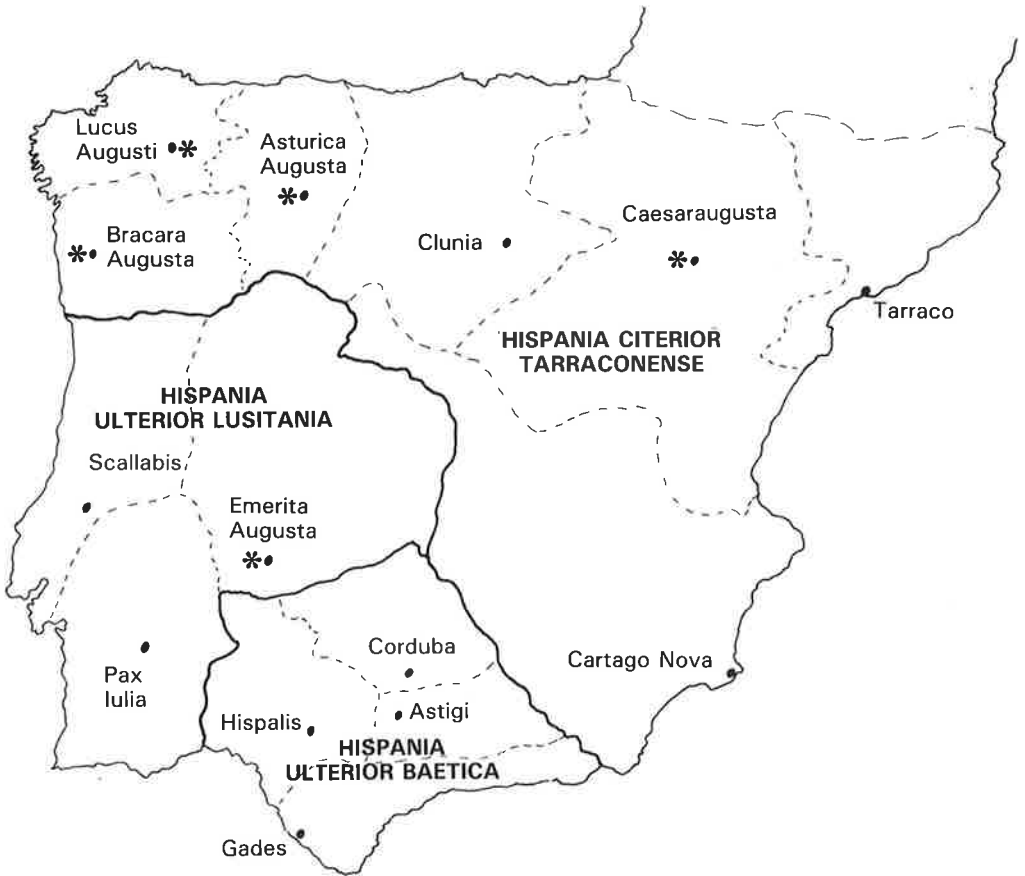 Lucus
Augusti
Asturica
Augusta
Bracara
Augusta
Clunia
Caesaraugusta
Tarraco
HISPANIA CITERIOR
TARRACONENSE
HISPANIA
ULTERIOR LUSITANIA
Scallabis
Emerita
Augusta
Pax
Iulia
Corduba
Cartago Nova
Hispalis
Astigi
HISPANIA
ULTERIOR BAETICA
Gades